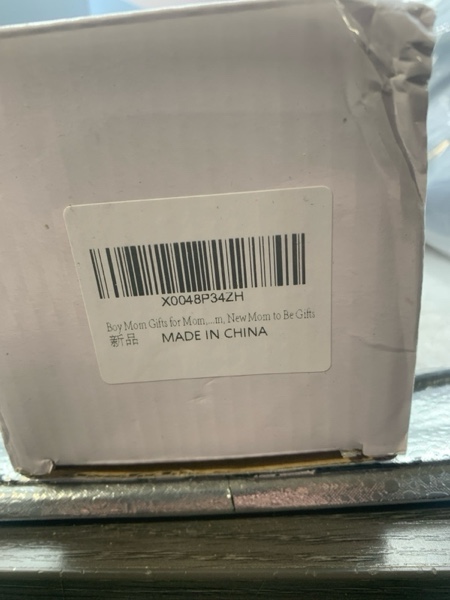 X0048P34ZH
Boy Mom Gifts for Mom,...m, New Mom to Be Gifts
新品 MADE IN CHINA